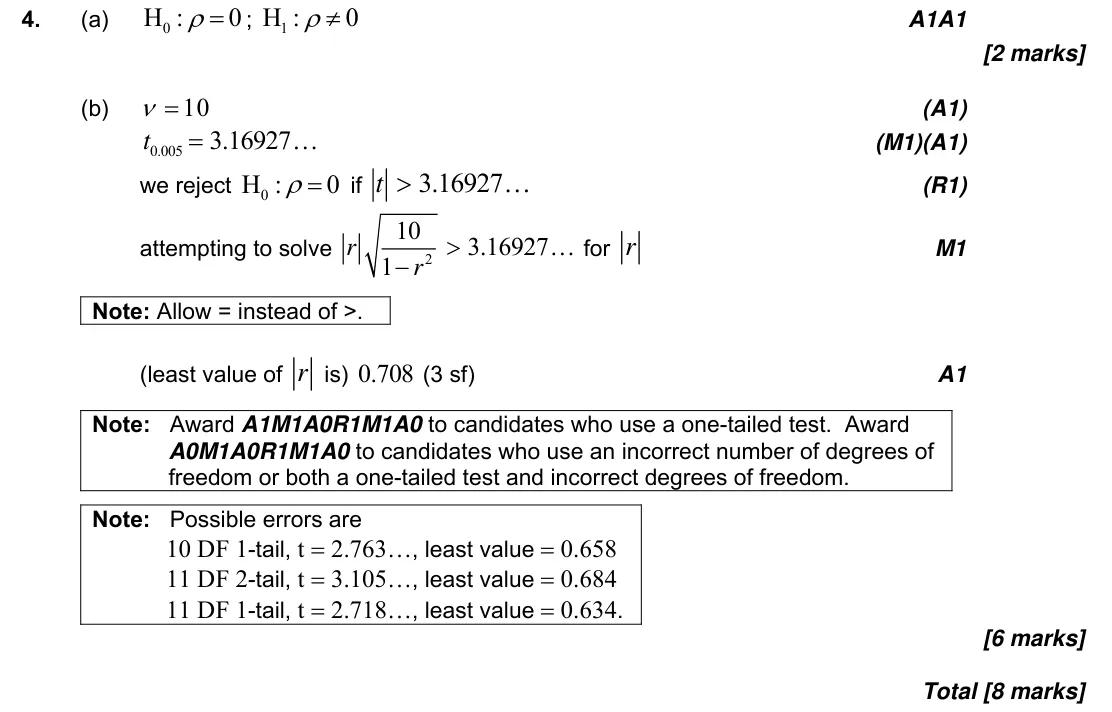 4. (a) H₀ : ρ = 0 ; H₁ : ρ ≠ 0 A1A1
[2 marks]
(b) ν = 10 (A1)
t₀.₀₀₅ = 3.16927… (M1)(A1)
we reject H₀ : ρ = 0 if |t| > 3.16927… (R1)
attempting to solve |r|√(10/(1−r²)) > 3.16927… for |r| M1
Note: Allow = instead of >.
(least value of |r| is) 0.708 (3 sf) A1
Note: Award A1M1A0R1M1A0 to candidates who use a one-tailed test. Award
A0M1A0R1M1A0 to candidates who use an incorrect number of degrees of
freedom or both a one-tailed test and incorrect degrees of freedom.
Note: Possible errors are
10 DF 1-tail, t = 2.763…, least value = 0.658
11 DF 2-tail, t = 3.105…, least value = 0.684
11 DF 1-tail, t = 2.718…, least value = 0.634.
[6 marks]
Total [8 marks]